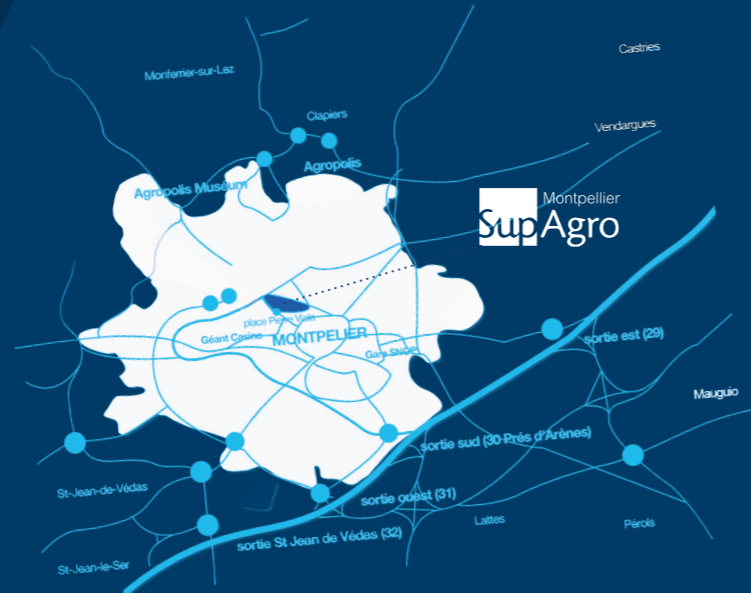 Castries
Monferrier-sur-Lez
Clapiers
Vendargues
Agropolis
Agropolis Muséum
Montpellier
SupAgro
place Pierre Viala
Géant Casino
MONTPELIER
Gare SNCF
sortie est (29)
Mauguio
sortie sud (30 Prés d'Arènes)
St-Jean-de-Védas
sortie ouest (31)
Lattes
Pérols
sortie St Jean de Védas (32)
St-Jean-le-Ser